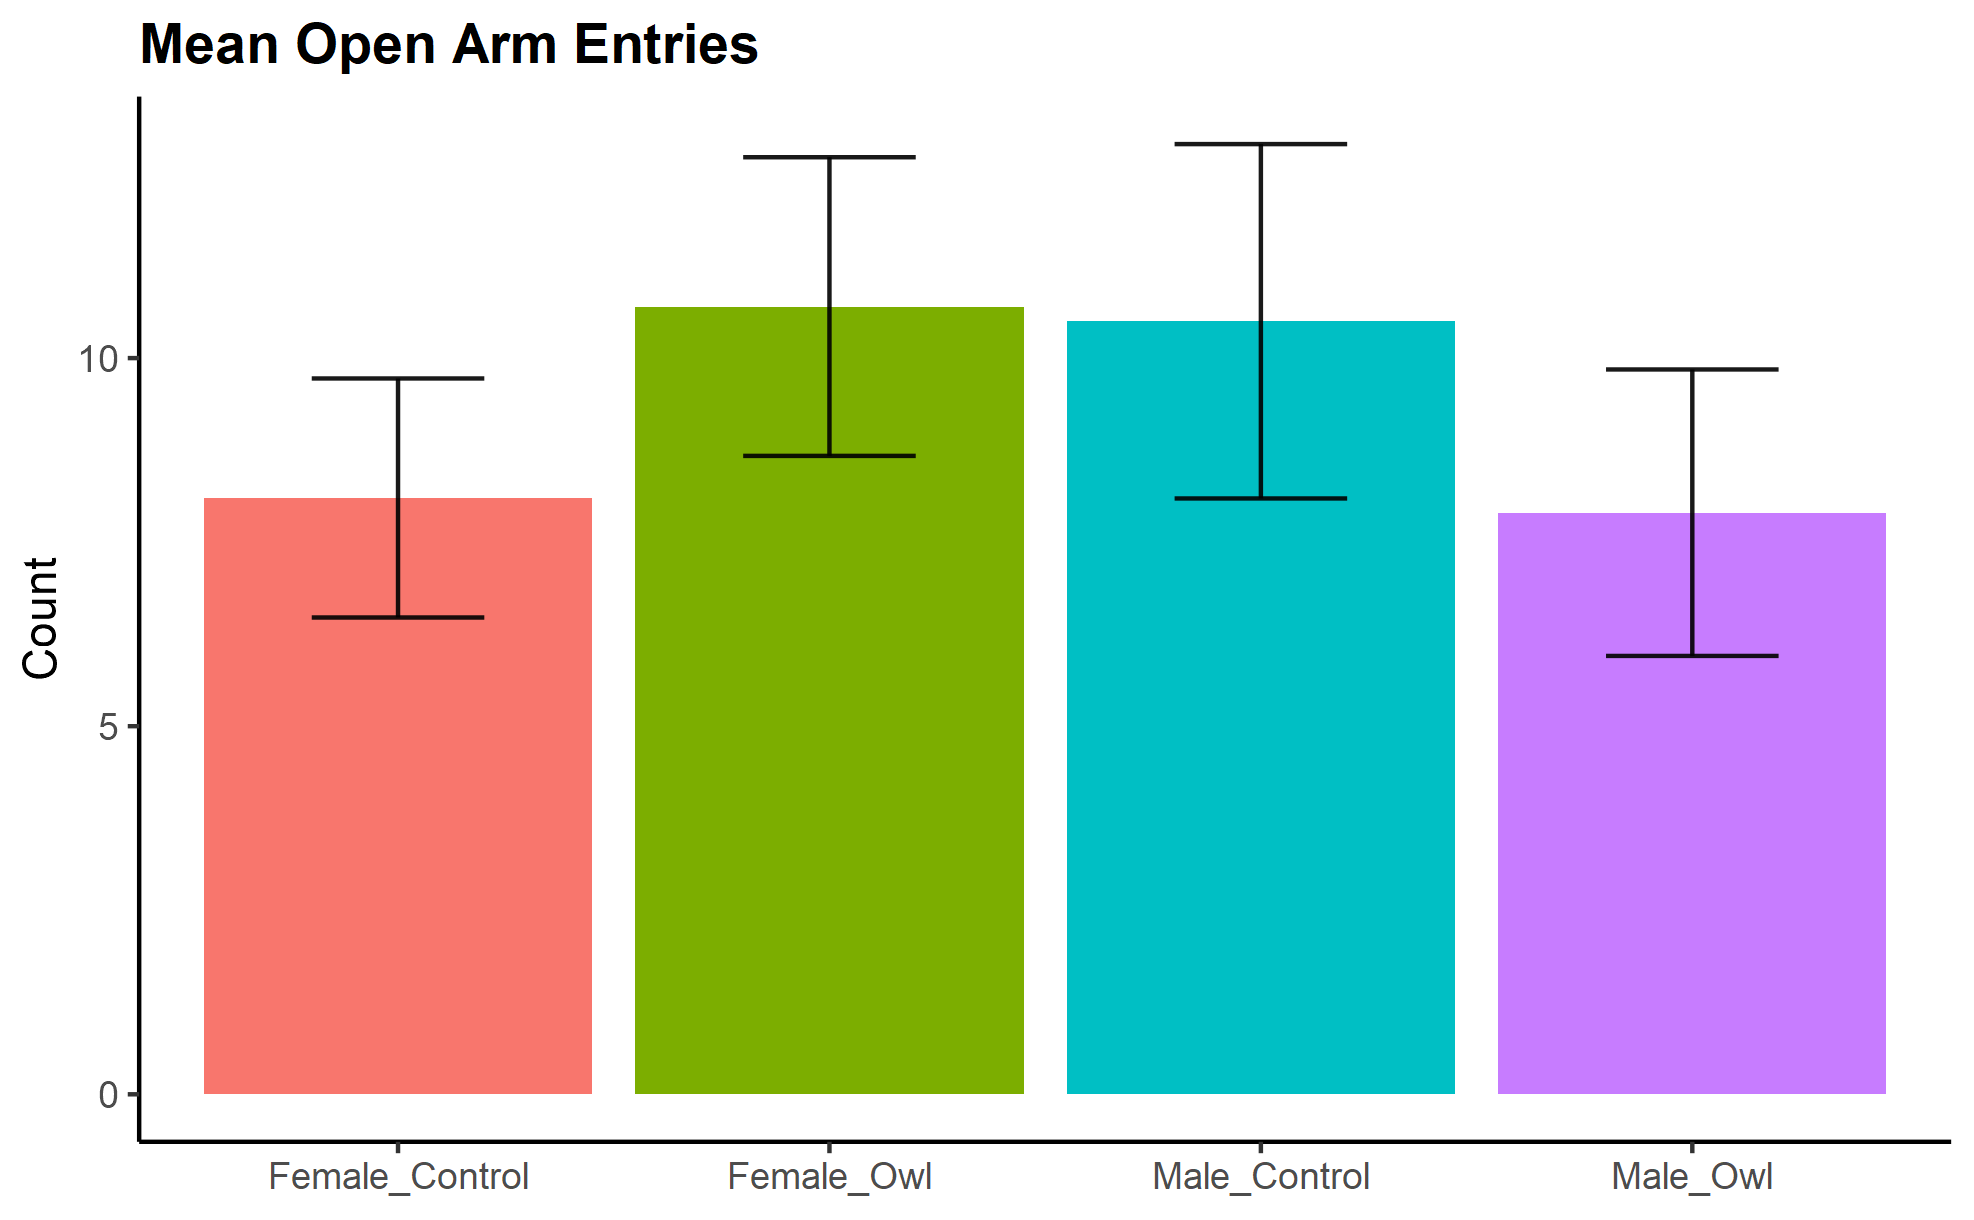 Mean Open Arm Entries
Count
10
5
0
Female_Control
Female_Owl
Male_Control
Male_Owl